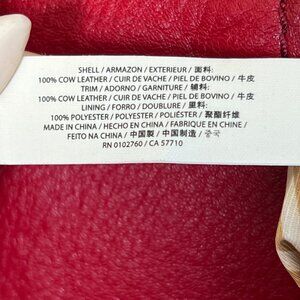 SHELL / ARMAZON / EXTERIEUR / 面料:
100% COW LEATHER / CUIR DE VACHE / PIEL DE BOVINO / 牛皮
TRIM / ADORNO / GARNITURE / 辅料:
100% COW LEATHER / CUIR DE VACHE / PIEL DE BOVINO / 牛皮
LINING / FORRO / DOUBLURE / 里料:
100% POLYESTER / POLYESTER / POLIÉSTER / 聚酯纤维
MADE IN CHINA / HECHO EN CHINA / FABRIQUE EN CHINE /
FEITO NA CHINA / 中国製 / 中国制造 / 중국
RN 0102760 / CA 57710